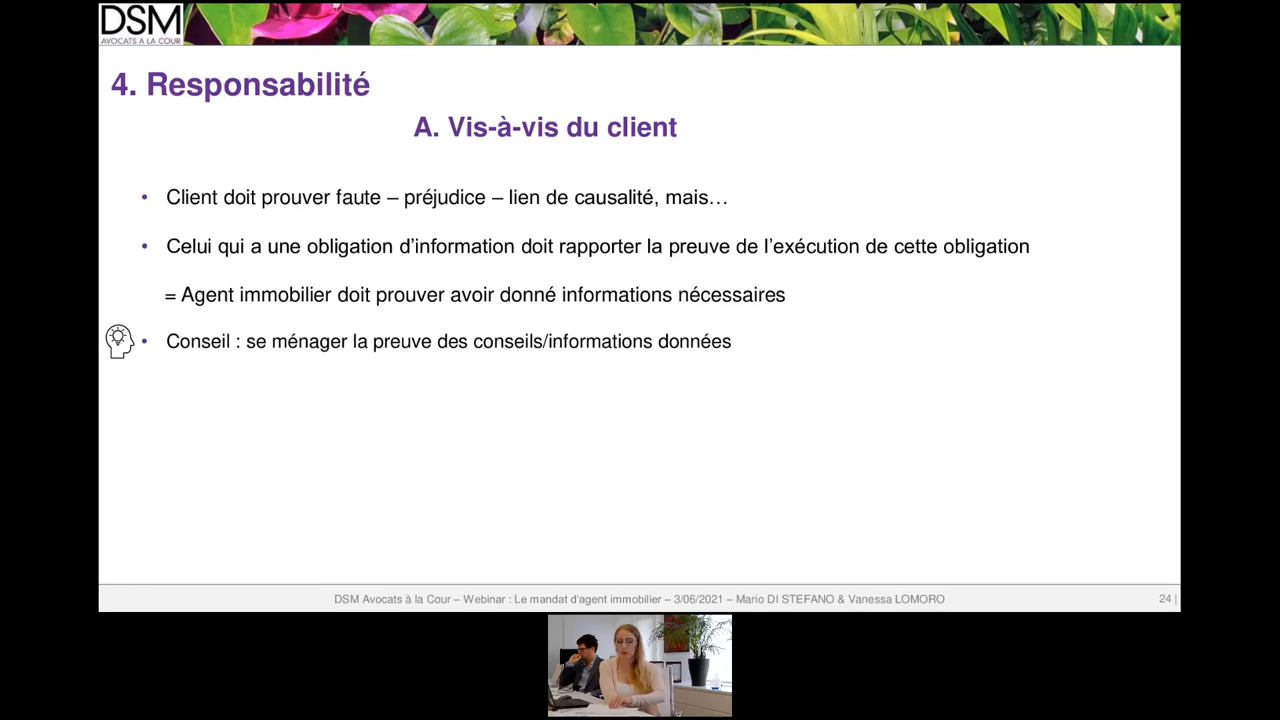 DSM
AVOCATS A LA COUR
4. Responsabilité
A. Vis-à-vis du client
• Client doit prouver faute – préjudice – lien de causalité, mais…
• Celui qui a une obligation d’information doit rapporter la preuve de l’exécution de cette obligation
= Agent immobilier doit prouver avoir donné informations nécessaires
• Conseil : se ménager la preuve des conseils/informations données
DSM Avocats à la Cour – Webinar : Le mandat d’agent immobilier – 3/06/2021 – Mario DI STEFANO & Vanessa LOMORO
24 |